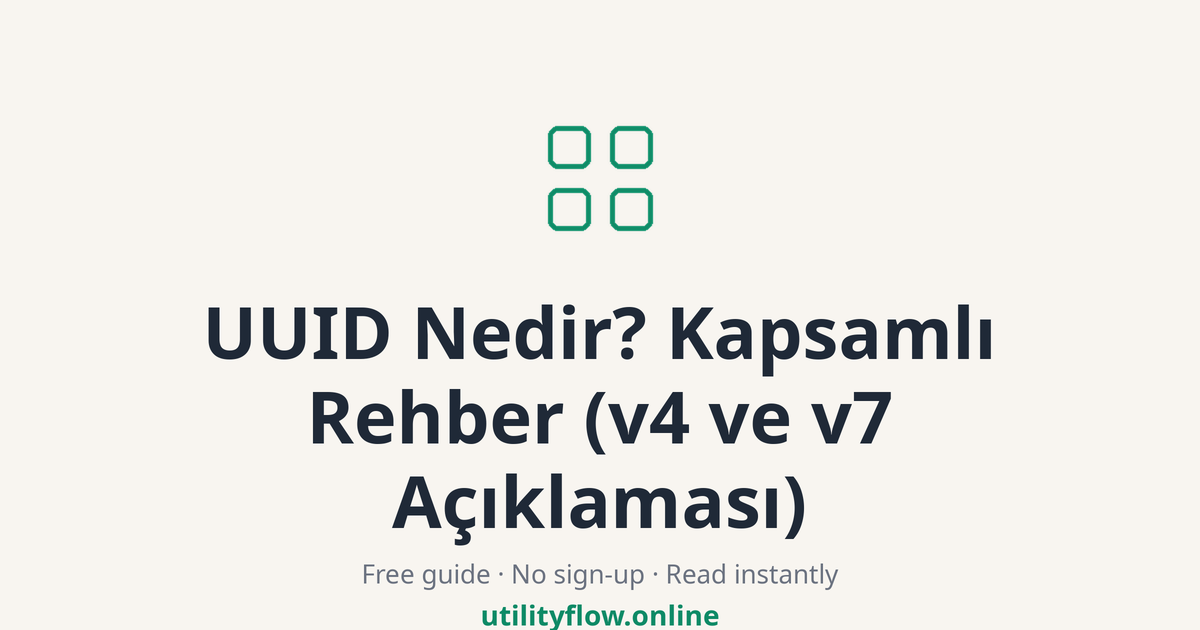 UUID Nedir? Kapsamlı
Rehber (v4 ve v7
Açıklaması)
Free guide · No sign-up · Read instantly
utilityflow.online